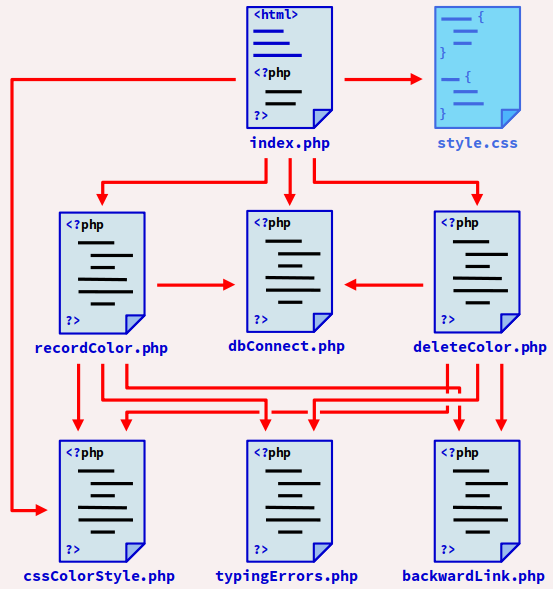 <html>
<?php
?>
index.php
{
}
{
}
style.css
<?php
?>
recordColor.php
<?php
?>
dbConnect.php
<?php
?>
deleteColor.php
<?php
?>
cssColorStyle.php
<?php
?>
typingErrors.php
<?php
?>
backwardLink.php